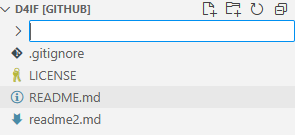 D4IF [GITHUB]
.gitignore
LICENSE
README.md
readme2.md